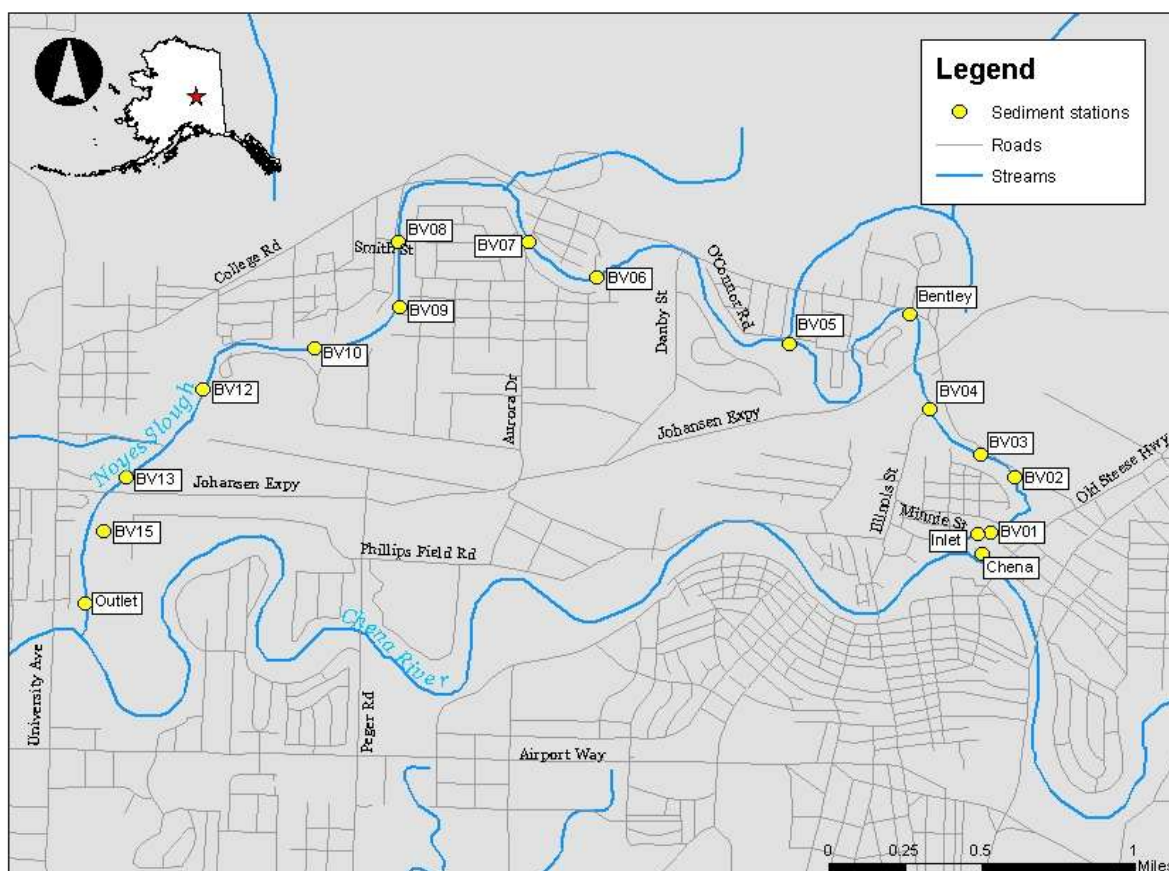 Legend
Sediment stations
Roads
Streams
College Rd
Smith St
BV08
BV07
BV06
O'Connor Rd
Danby St
BV05
Bentley
BV09
BV10
BV12
Noyes Slough
Aurora Dr
Johansen Expy
BV04
BV03
BV02
Old Steese Hwy
Illinois St
Minnie St
BV01
Inlet
Chena
BV13
Johansen Expy
BV15
Phillips Field Rd
Outlet
Chena River
University Ave
Peger Rd
Airport Way
0 0.25 0.5 1
Miles